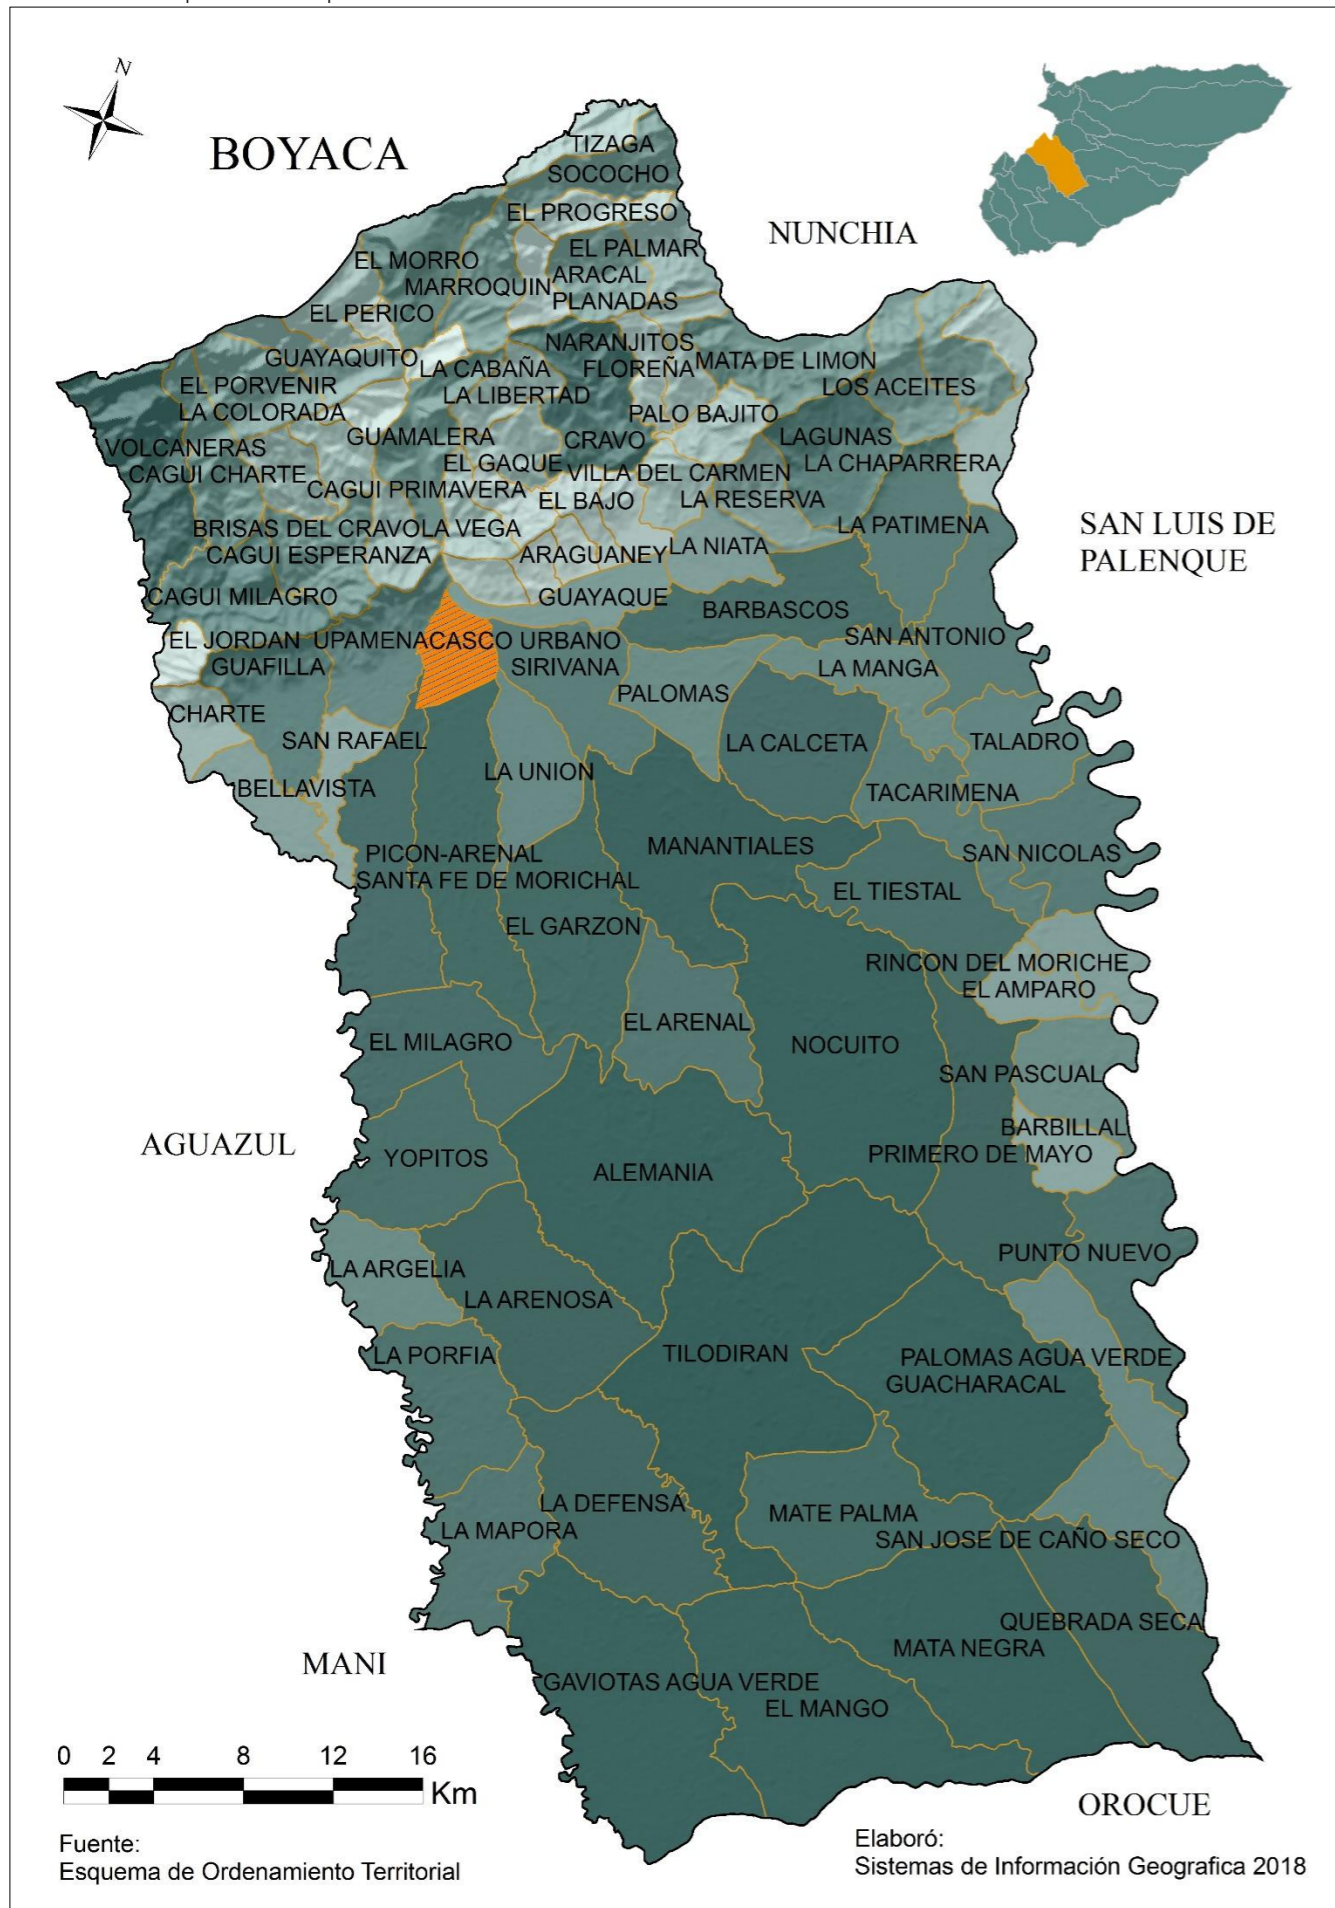 N
BOYACA
TIZAGA
SOCOCHO
EL PROGRESO
NUNCHIA
EL PALMAR
EL MORRO
ARACAL
MARROQUIN
PLANADAS
EL PERICO
NARANJITOS
GUAYAQUITO
MATA DE LIMON
LA CABAÑA
FLOREÑA
EL PORVENIR
LOS ACEITES
LA LIBERTAD
LA COLORADA
PALO BAJITO
GUAMALERA
CRAVO
LAGUNAS
VOLCANERAS
EL GAQUE
LA CHAPARRERA
CAGUI CHARTE
VILLA DEL CARMEN
CAGUI PRIMAVERA
EL BAJO
LA RESERVA
BRISAS DEL CRAVO
LA VEGA
LA PATIMENA
SAN LUIS DE
PALENQUE
CAGUI ESPERANZA
ARAGUANEY
LA NIATA
CAGUI MILAGRO
GUAYAQUE
BARBASCOS
EL JORDAN
UPAMENA
CASCO URBANO
SAN ANTONIO
GUAFILLA
SIRIVANA
LA MANGA
PALOMAS
CHARTE
SAN RAFAEL
LA CALCETA
TALADRO
LA UNION
BELLAVISTA
TACARIMENA
MANANTIALES
PICON-ARENAL
SAN NICOLAS
SANTA FE DE MORICHAL
EL TIESTAL
EL GARZON
RINCON DEL MORICHE
EL AMPARO
EL ARENAL
EL MILAGRO
NOCUITO
SAN PASCUAL
BARBILLAL
AGUAZUL
YOPITOS
PRIMERO DE MAYO
ALEMANIA
PUNTO NUEVO
LA ARGELIA
LA ARENOSA
LA PORFIA
TILODIRAN
PALOMAS AGUA VERDE
GUACHARACAL
LA DEFENSA
MATE PALMA
LA MAPORA
SAN JOSE DE CAÑO SECO
QUEBRADA SECA
MATA NEGRA
MANI
GAVIOTAS AGUA VERDE
EL MANGO
0 2 4 8 12 16
Km
OROCUE
Fuente:
Esquema de Ordenamiento Territorial
Elaboró:
Sistemas de Información Geografica 2018